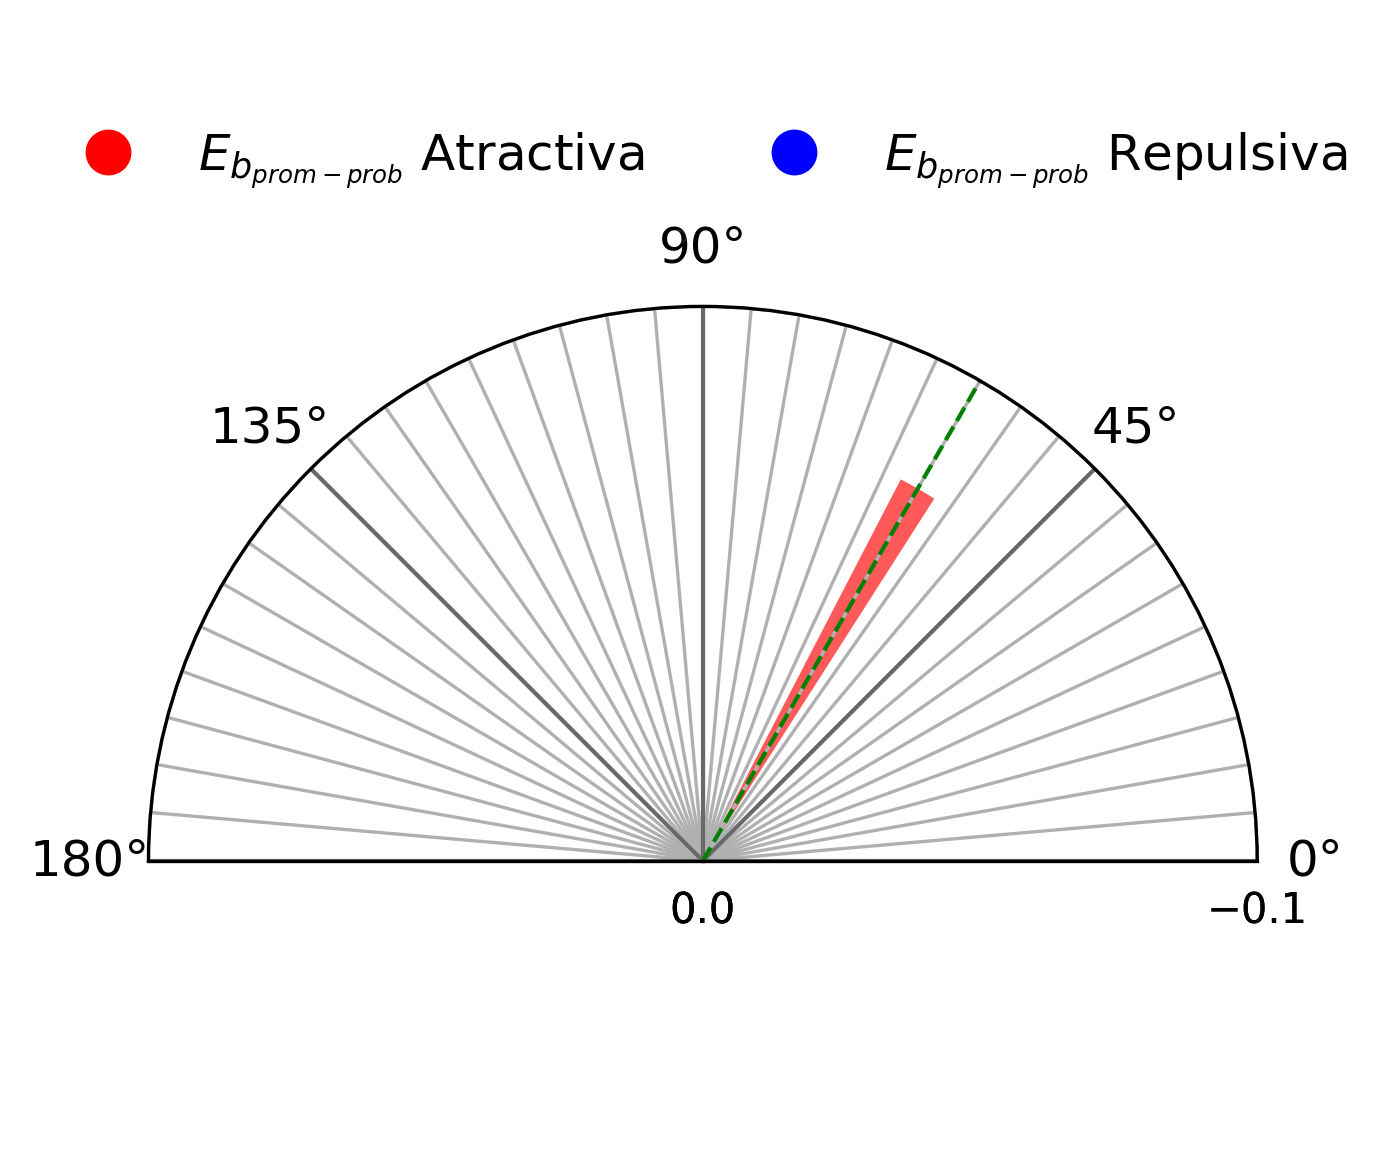 E_{b_{prom-prob}} Atractiva E_{b_{prom-prob}} Repulsiva
90°
135° 45°
180° 0°
0.0 −0.1